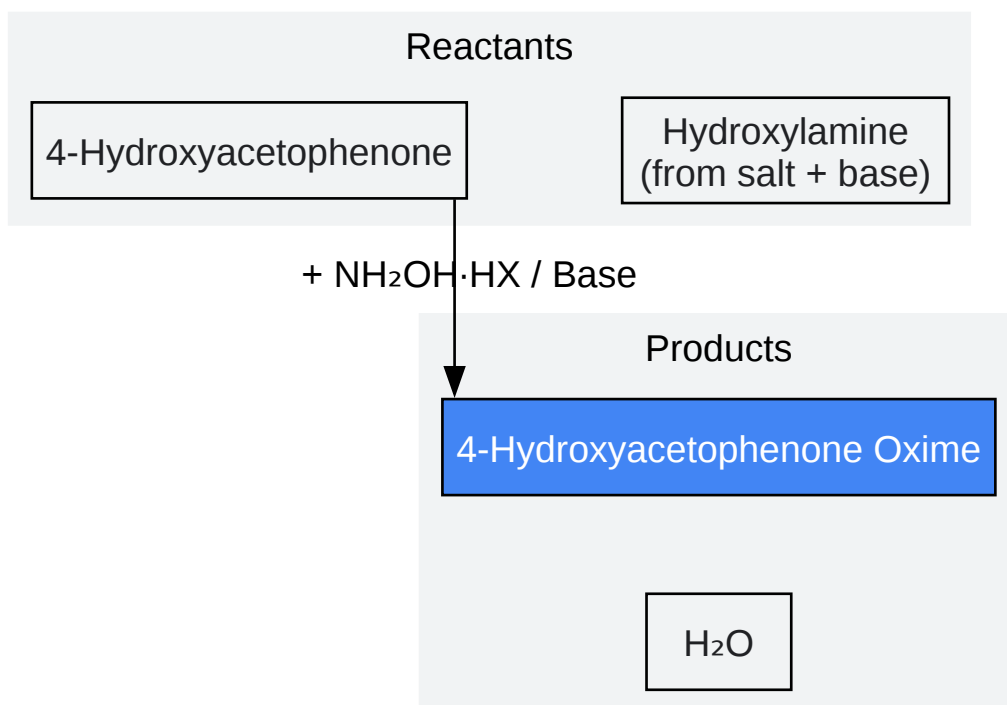 Reactants
4-Hydroxyacetophenone
Hydroxylamine
(from salt + base)
+ NH₂OH·HX / Base
Products
4-Hydroxyacetophenone Oxime
H₂O